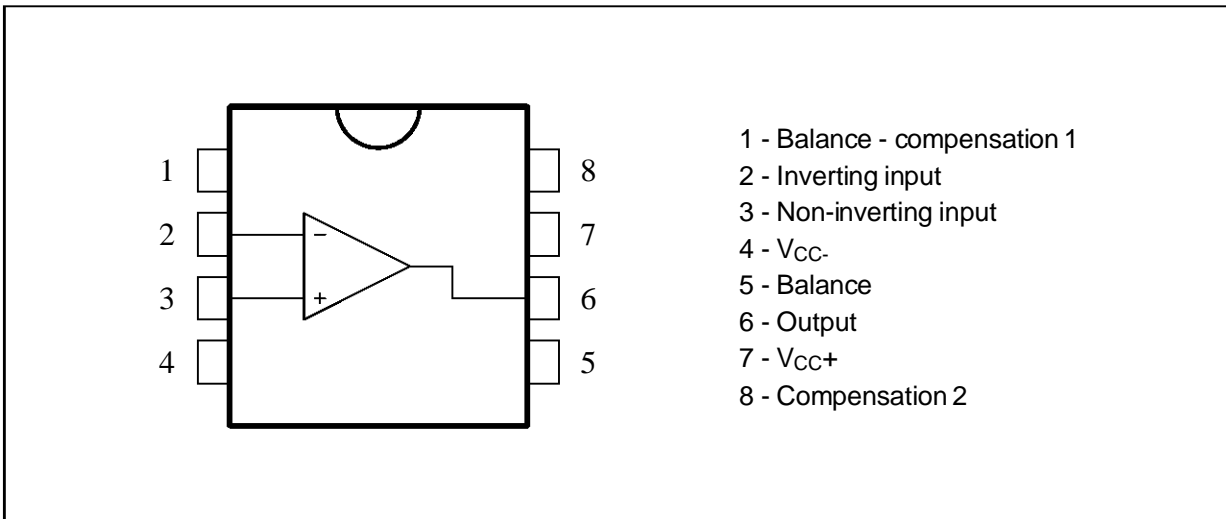 1
2
3
4
8
7
6
5
−
+
1 - Balance - compensation 1
2 - Inverting input
3 - Non-inverting input
4 - VCC-
5 - Balance
6 - Output
7 - VCC+
8 - Compensation 2